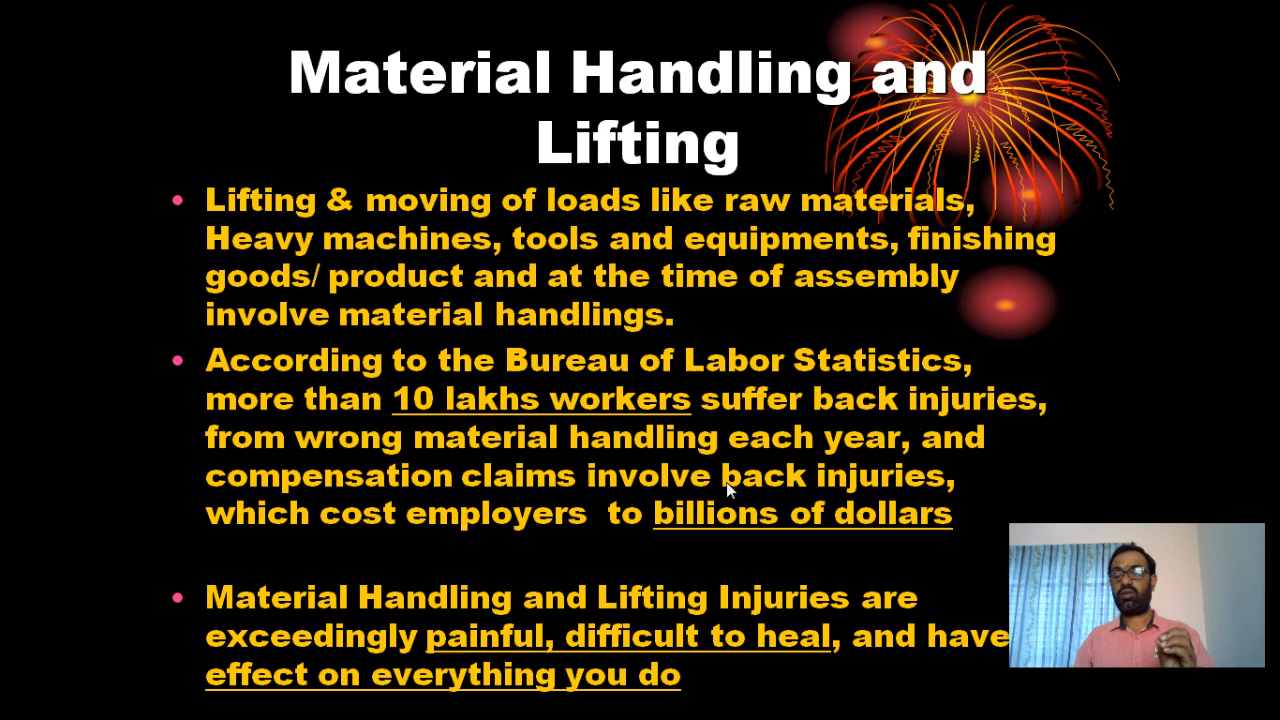 Material Handling and
Lifting
• Lifting & moving of loads like raw materials,
Heavy machines, tools and equipments, finishing
goods/ product and at the time of assembly
involve material handlings.
• According to the Bureau of Labor Statistics,
more than 10 lakhs workers suffer back injuries,
from wrong material handling each year, and
compensation claims involve back injuries,
which cost employers to billions of dollars
• Material Handling and Lifting Injuries are
exceedingly painful, difficult to heal, and have
effect on everything you do